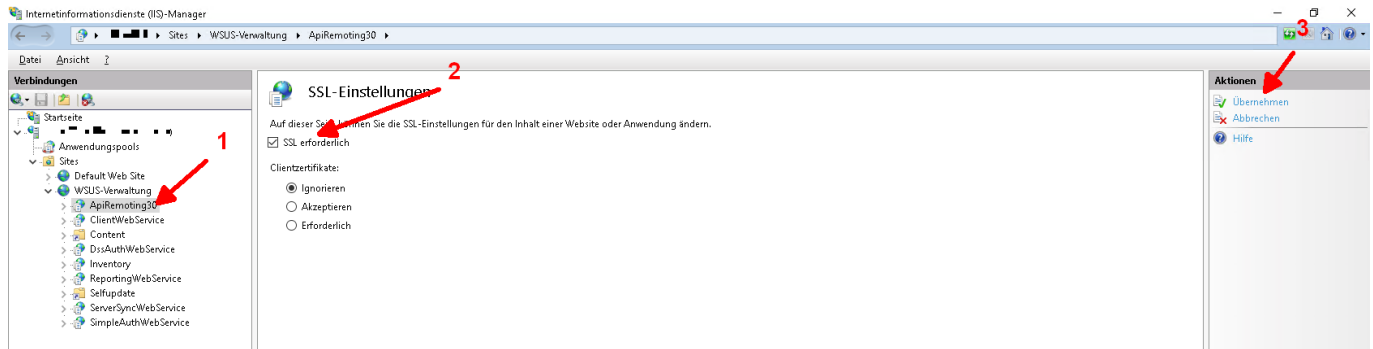 Internetinformationsdienste (IIS)-Manager
Sites WSUS-Verwaltung ApiRemoting30
3
Datei Ansicht ?
Verbindungen
Startseite
Anwendungspools
Sites
Default Web Site
WSUS-Verwaltung
ApiRemoting30
ClientWebService
Content
DssAuthWebService
Inventory
ReportingWebService
Selfupdate
ServerSyncWebService
SimpleAuthWebService
1
2
SSL-Einstellungen
Auf dieser Seite können Sie die SSL-Einstellungen für den Inhalt einer Website oder Anwendung ändern.
SSL erforderlich
Clientzertifikate:
Ignorieren
Akzeptieren
Erforderlich
Aktionen
Übernehmen
Abbrechen
Hilfe